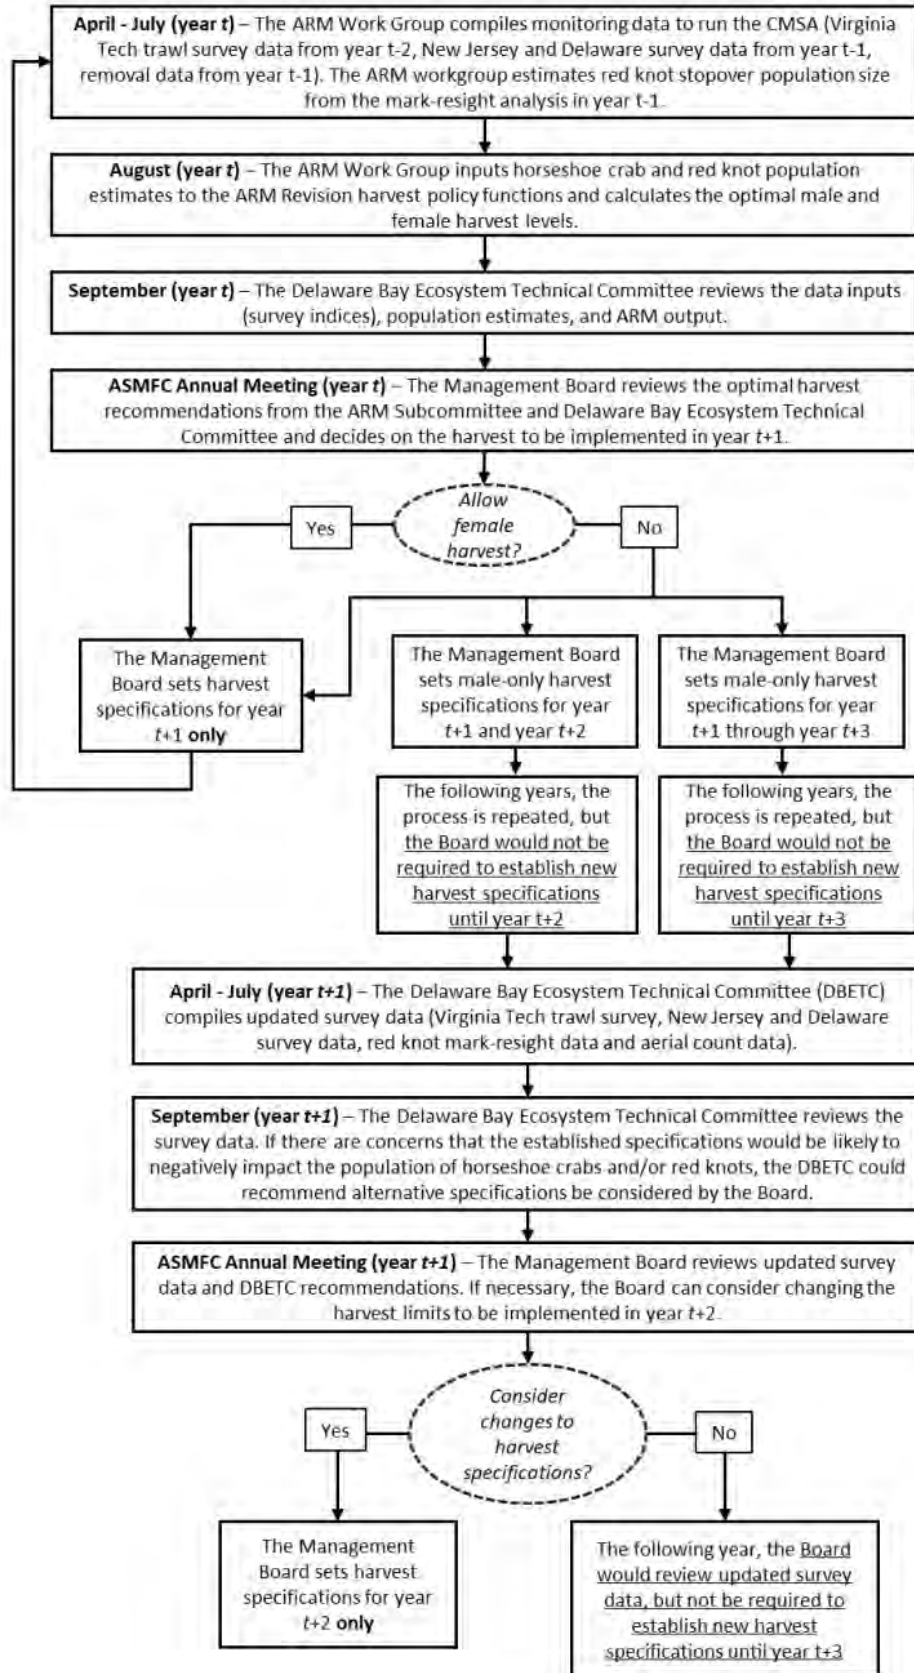 April - July (year t) – The ARM Work Group compiles monitoring data to run the CMSA (Virginia
Tech trawl survey data from year t-2, New Jersey and Delaware survey data from year t-1,
removal data from year t-1). The ARM workgroup estimates red knot stopover population size
from the mark-resight analysis in year t-1.
August (year t) – The ARM Work Group inputs horseshoe crab and red knot population
estimates to the ARM Revision harvest policy functions and calculates the optimal male and
female harvest levels.
September (year t) – The Delaware Bay Ecosystem Technical Committee reviews the data inputs
(survey indices), population estimates, and ARM output.
ASMFC Annual Meeting (year t) – The Management Board reviews the optimal harvest
recommendations from the ARM Subcommittee and Delaware Bay Ecosystem Technical
Committee and decides on the harvest to be implemented in year t+1.
Allow
female
harvest?
Yes
No
The Management
Board sets harvest
specifications for year
t+1 only
The Management Board
sets male-only harvest
specifications for year
t+1 and year t+2
The Management Board
sets male-only harvest
specifications for year
t+1 through year t+3
The following years, the
process is repeated, but
the Board would not be
required to establish new
harvest specifications
until year t+2
The following years, the
process is repeated, but
the Board would not be
required to establish new
harvest specifications
until year t+3
April - July (year t+1) – The Delaware Bay Ecosystem Technical Committee (DBETC)
compiles updated survey data (Virginia Tech trawl survey, New Jersey and Delaware
survey data, red knot mark-resight data and aerial count data).
September (year t+1) – The Delaware Bay Ecosystem Technical Committee reviews the
survey data. If there are concerns that the established specifications would be likely to
negatively impact the population of horseshoe crabs and/or red knots, the DBETC could
recommend alternative specifications be considered by the Board.
ASMFC Annual Meeting (year t+1) – The Management Board reviews updated survey
data and DBETC recommendations. If necessary, the Board can consider changing the
harvest limits to be implemented in year t+2.
Consider
changes to
harvest
specifications?
Yes
No
The Management
Board sets harvest
specifications for year
t+2 only
The following year, the Board
would review updated survey
data, but not be required to
establish new harvest
specifications until year t+3